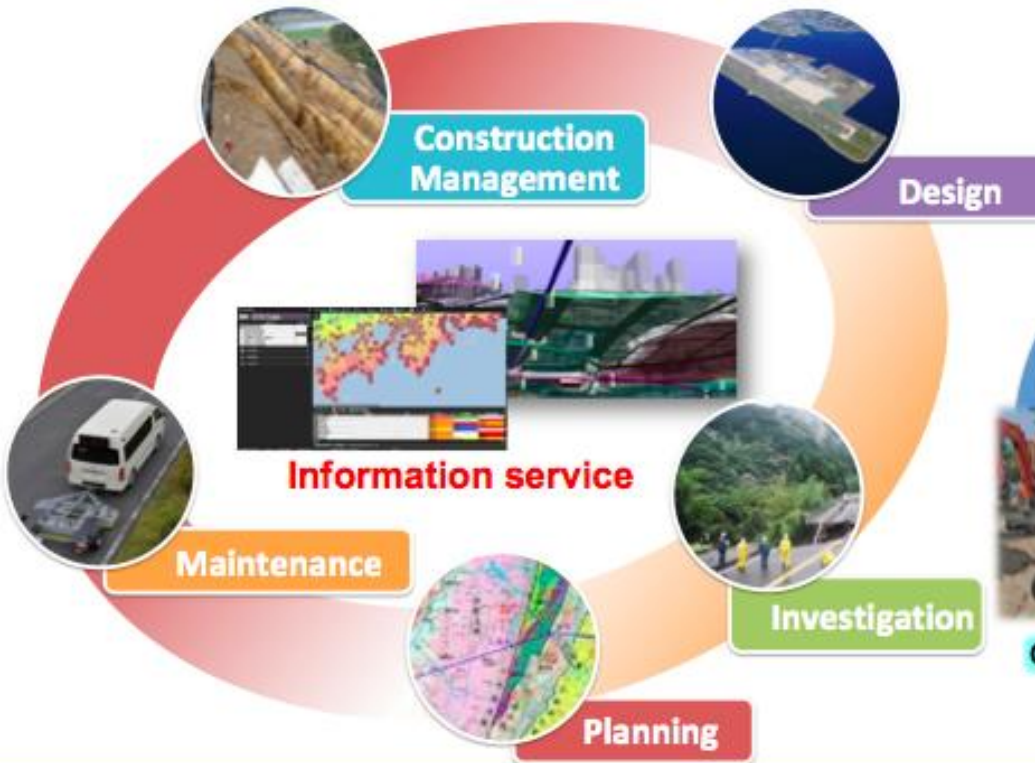 Construction
Management
Design
Information service
Maintenance
Investigation
Planning